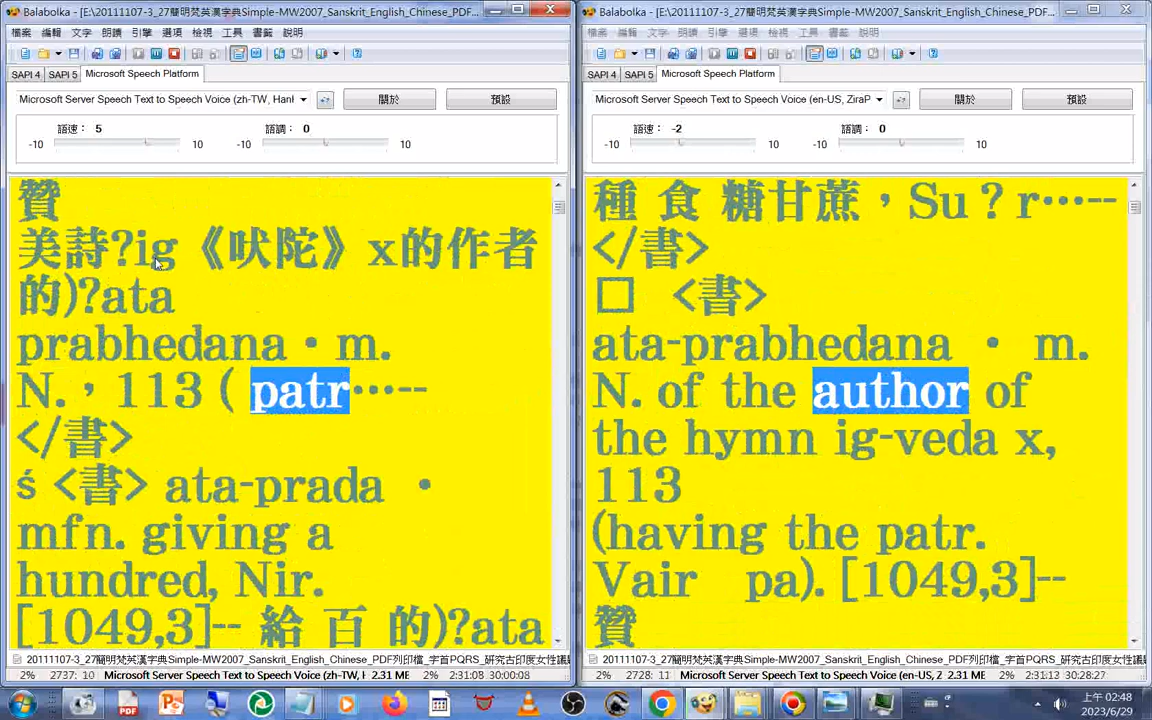 Balabolka - [E:\20111107-3_27簡明梵英漢字典Simple-MW2007_Sanskrit_English_Chinese_PDF...
檔案 編輯 文字 朗讀 引擎 選項 檢視 工具 書籤 說明
SAPI 4 SAPI 5 Microsoft Speech Platform
Microsoft Server Speech Text to Speech Voice (zh-TW, Hanl
關於
預設
語速： 5
語調： 0
-10 10 -10 10
贊
美詩?ig《吠陀》x的作者
的)?ata
prabhedana · m.
N. , 113 ( patr…--
</書>
ś <書> ata-prada ·
mfn. giving a
hundred, Nir.
[1049,3]-- 給 百 的)?ata
20111107-3_27簡明梵英漢字典Simple-MW2007_Sanskrit_English_Chinese_PDF列印檔_字首PQRS_研究古印度女性議
2% 2737: 10 Microsoft Server Speech Text to Speech Voice (zh-TW, H 2.31 ME 2% 2:31:08 30:00:08
Balabolka - [E:\20111107-3_27簡明梵英漢字典Simple-MW2007_Sanskrit_English_Chinese_PDF...
檔案 編輯 文字 朗讀 引擎 選項 檢視 工具 書籤 說明
SAPI 4 SAPI 5 Microsoft Speech Platform
Microsoft Server Speech Text to Speech Voice (en-US, ZiraP
關於
預設
語速： -2
語調： 0
-10 10 -10 10
種 食 糖甘蔗，Su？r…--
</書>
□ <書>
ata-prabhedana · m.
N. of the author of
the hymn ig-veda x,
113
(having the patr.
Vair pa). [1049,3]--
贊
20111107-3_27簡明梵英漢字典Simple-MW2007_Sanskrit_English_Chinese_PDF列印檔_字首PQRS_研究古印度女性議
2% 2728: 11 Microsoft Server Speech Text to Speech Voice (en-US, Z 2.31 ME 2% 2:31:13 30:28:27
上午 02:48
2023/6/29